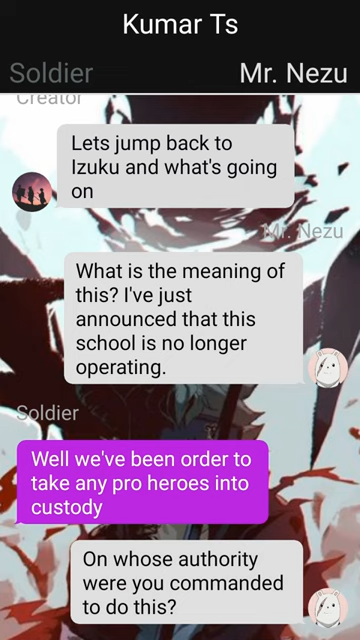 Kumar Ts
Soldier
Mr. Nezu
Creator
Lets jump back to
Izuku and what's going
on
Mr. Nezu
What is the meaning of
this? I've just
announced that this
school is no longer
operating.
Soldier
Well we've been order to
take any pro heroes into
custody
On whose authority
were you commanded
to do this?